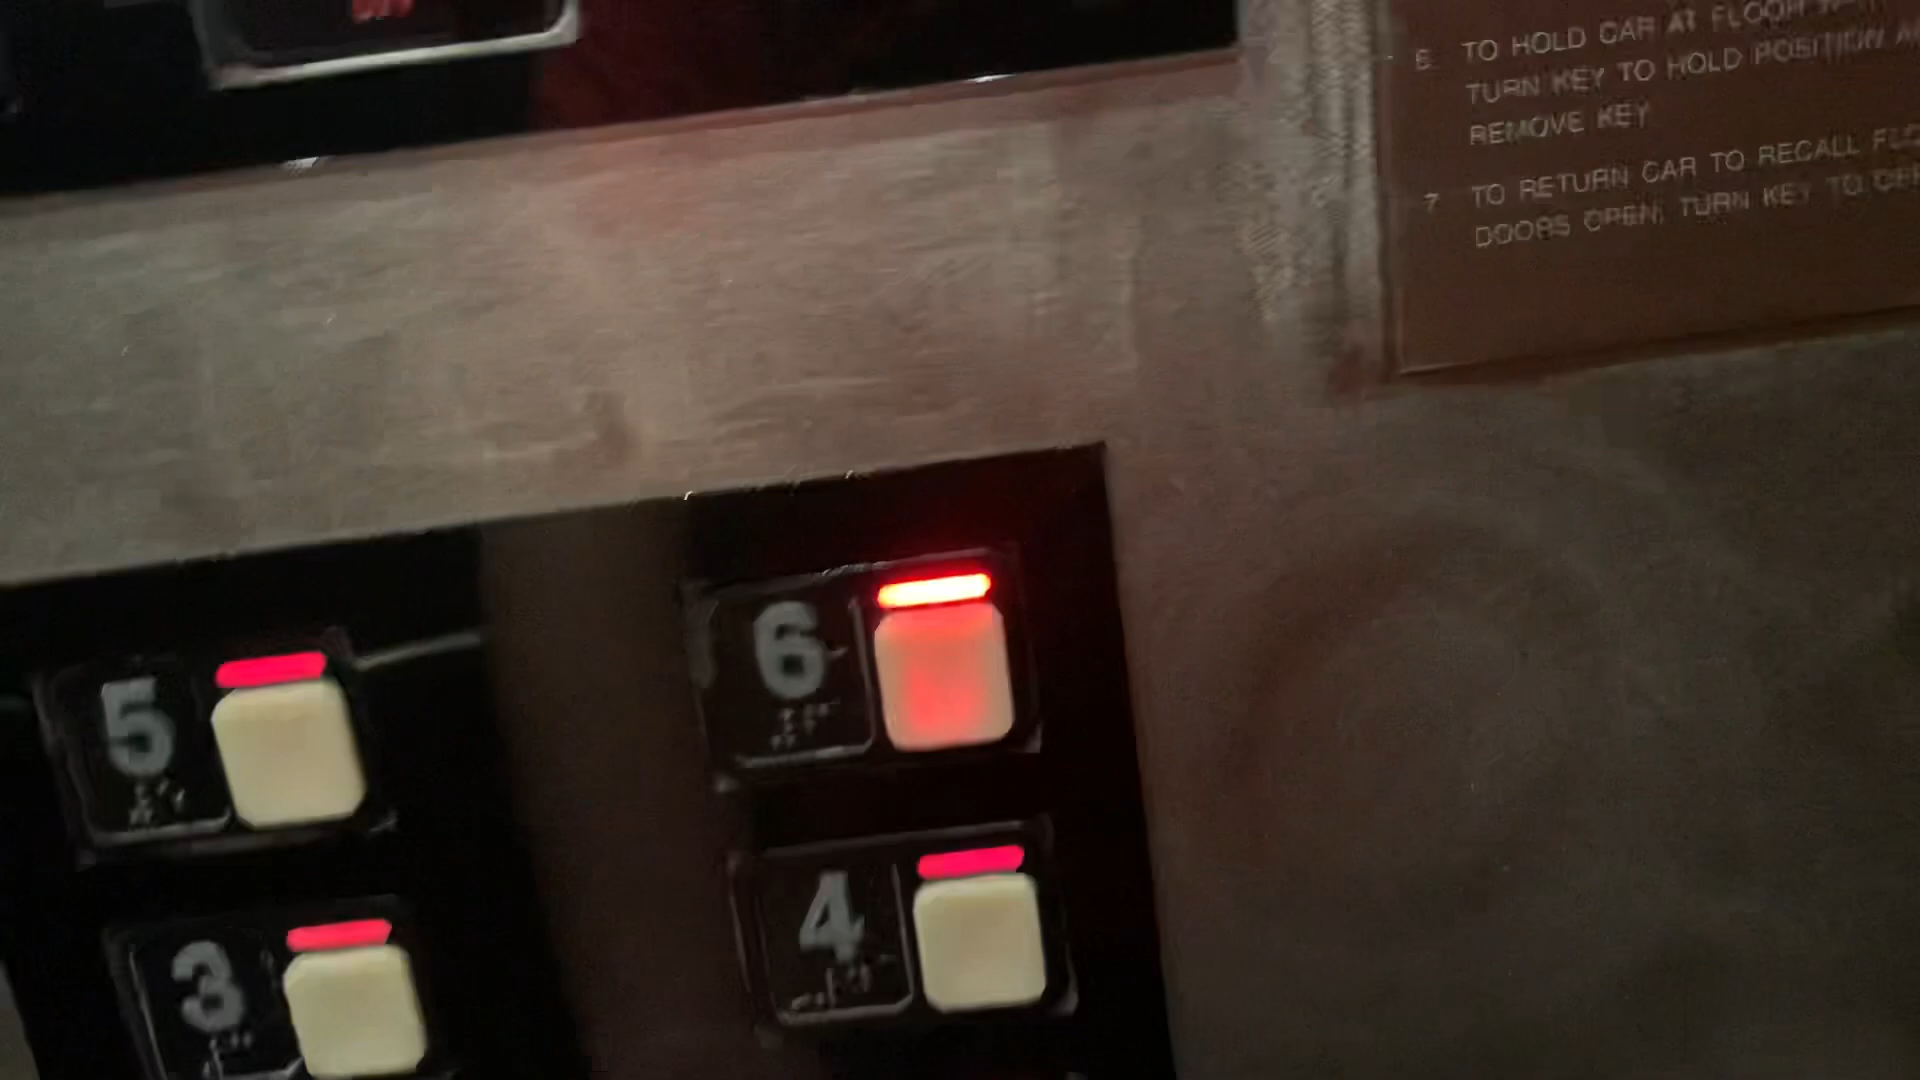 6 TO HOLD CAR AT FLOOR
TURN KEY TO HOLD POSITION
REMOVE KEY
7 TO RETURN CAR TO RECALL
DOORS OPEN, TURN KEY TO
6
5
4
3